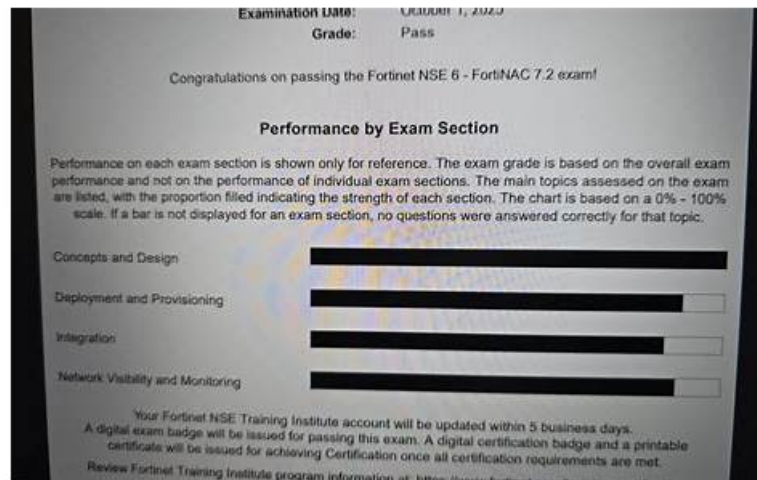 Examination Date: October 1, 2025
Grade: Pass
Congratulations on passing the Fortinet NSE 6 - FortiNAC 7.2 exam!
Performance by Exam Section
Performance on each exam section is shown only for reference. The exam grade is based on the overall exam
performance and not on the performance of individual exam sections. The main topics assessed on the exam
are listed, with the proportion filled indicating the strength of each section. The chart is based on a 0% - 100%
scale. If a bar is not displayed for an exam section, no questions were answered correctly for that topic.
Concepts and Design
Deployment and Provisioning
Integration
Network Visibility and Monitoring
Your Fortinet NSE Training Institute account will be updated within 5 business days.
A digital exam badge will be issued for passing this exam. A digital certification badge and a printable
certificate will be issued for achieving Certification once all certification requirements are met.
Review Fortinet Training Institute program information at: